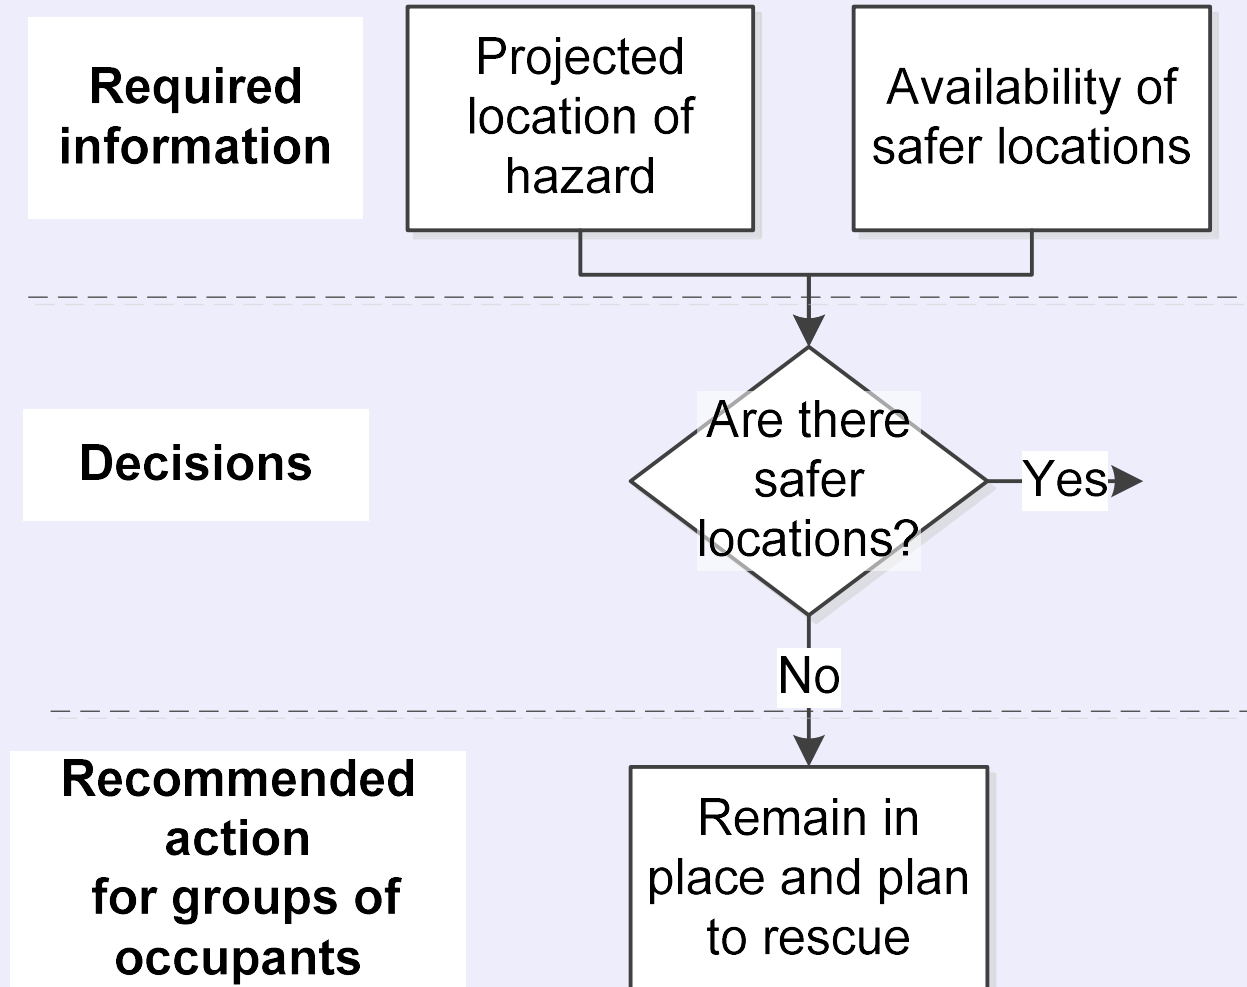 Required
information
Projected
location of
hazard
Availability of
safer locations
Decisions
Are there
safer
locations?
Yes
No
Recommended
action
for groups of
occupants
Remain in
place and plan
to rescue